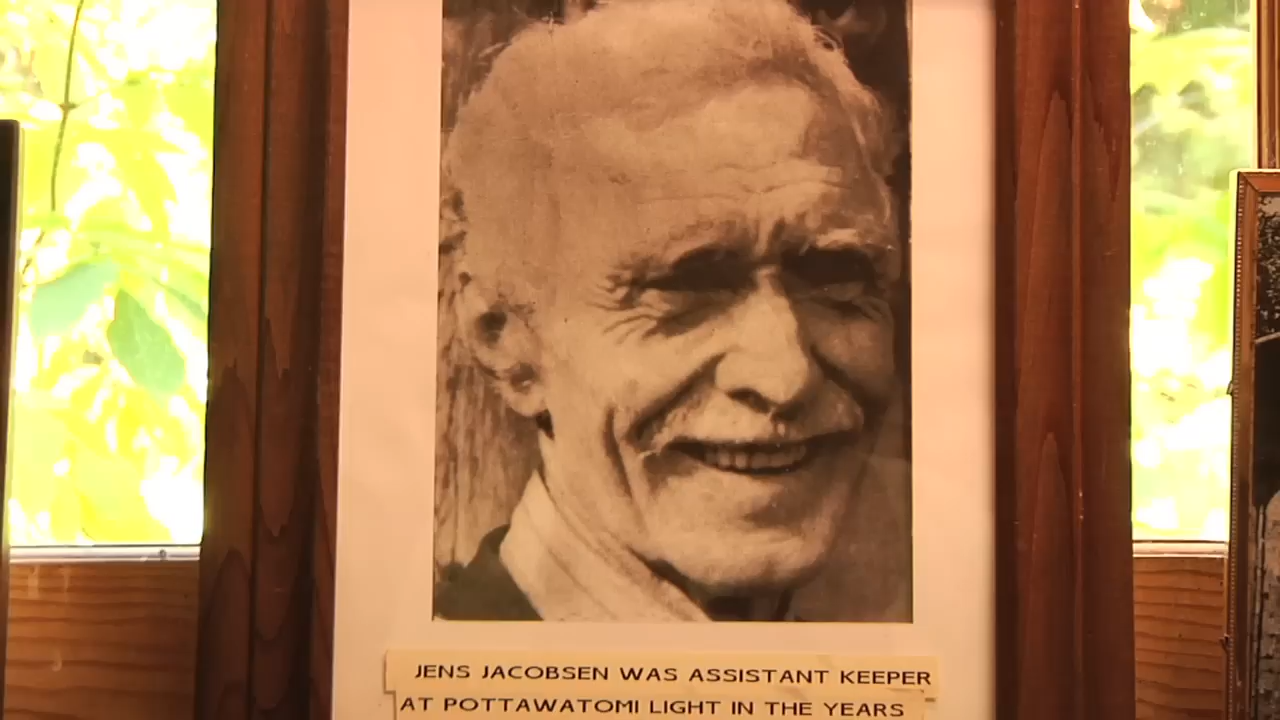 JENS JACOBSEN WAS ASSISTANT KEEPER
AT POTTAWATOMI LIGHT IN THE YEARS